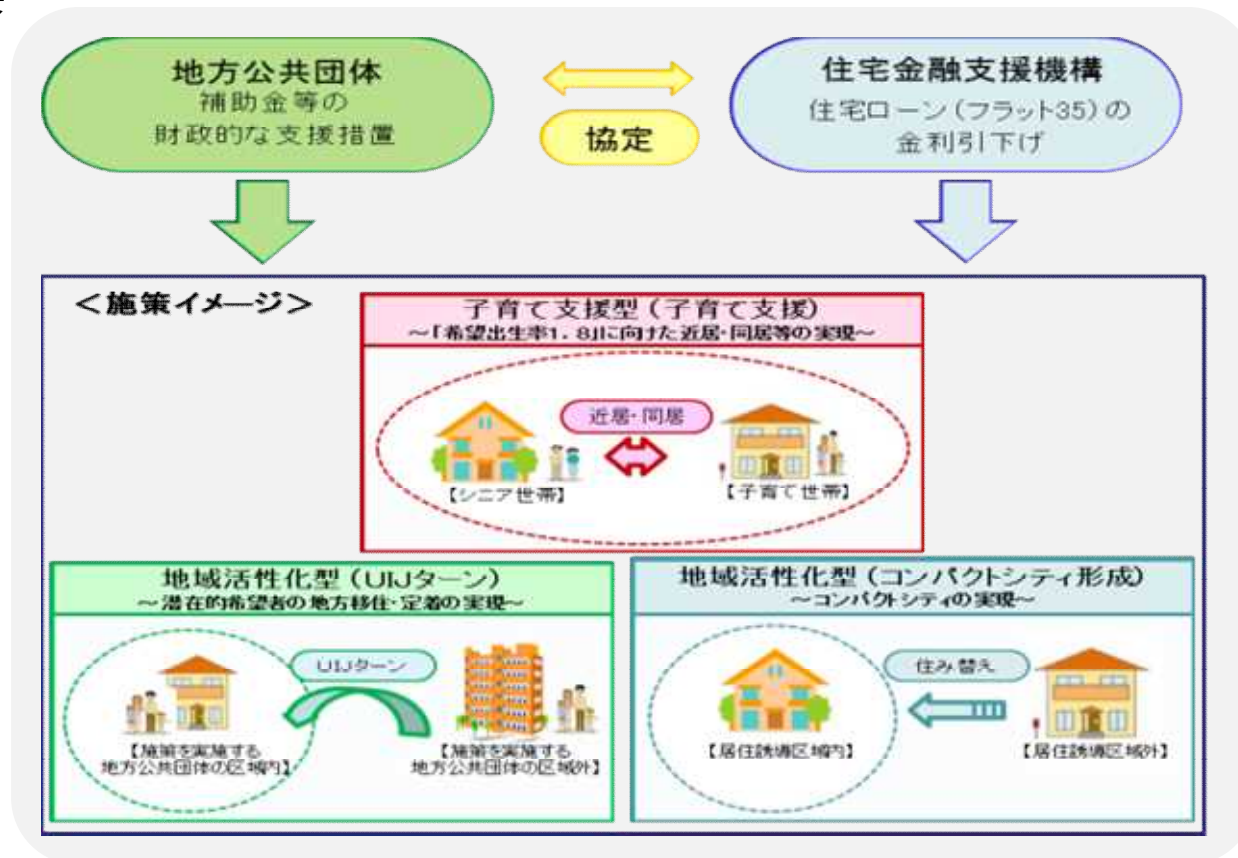 地方公共団体
補助金等の
財政的な支援措置
協定
住宅金融支援機構
住宅ローン(フラット35)の
金利引下げ
＜施策イメージ＞
子育て支援型(子育て支援)
～「希望出生率1．8」に向けた近居・同居等の実現～
近居・同居
【シニア世帯】
【子育て世帯】
地域活性化型(UIJターン)
～潜在的希望者の地方移住・定着の実現～
UIJターン
【施策を実施する
地方公共団体の区域内】
【施策を実施する
地方公共団体の区域外】
地域活性化型(コンパクトシティ形成)
～コンパクトシティの実現～
住み替え
【居住誘導区域内】
【居住誘導区域外】